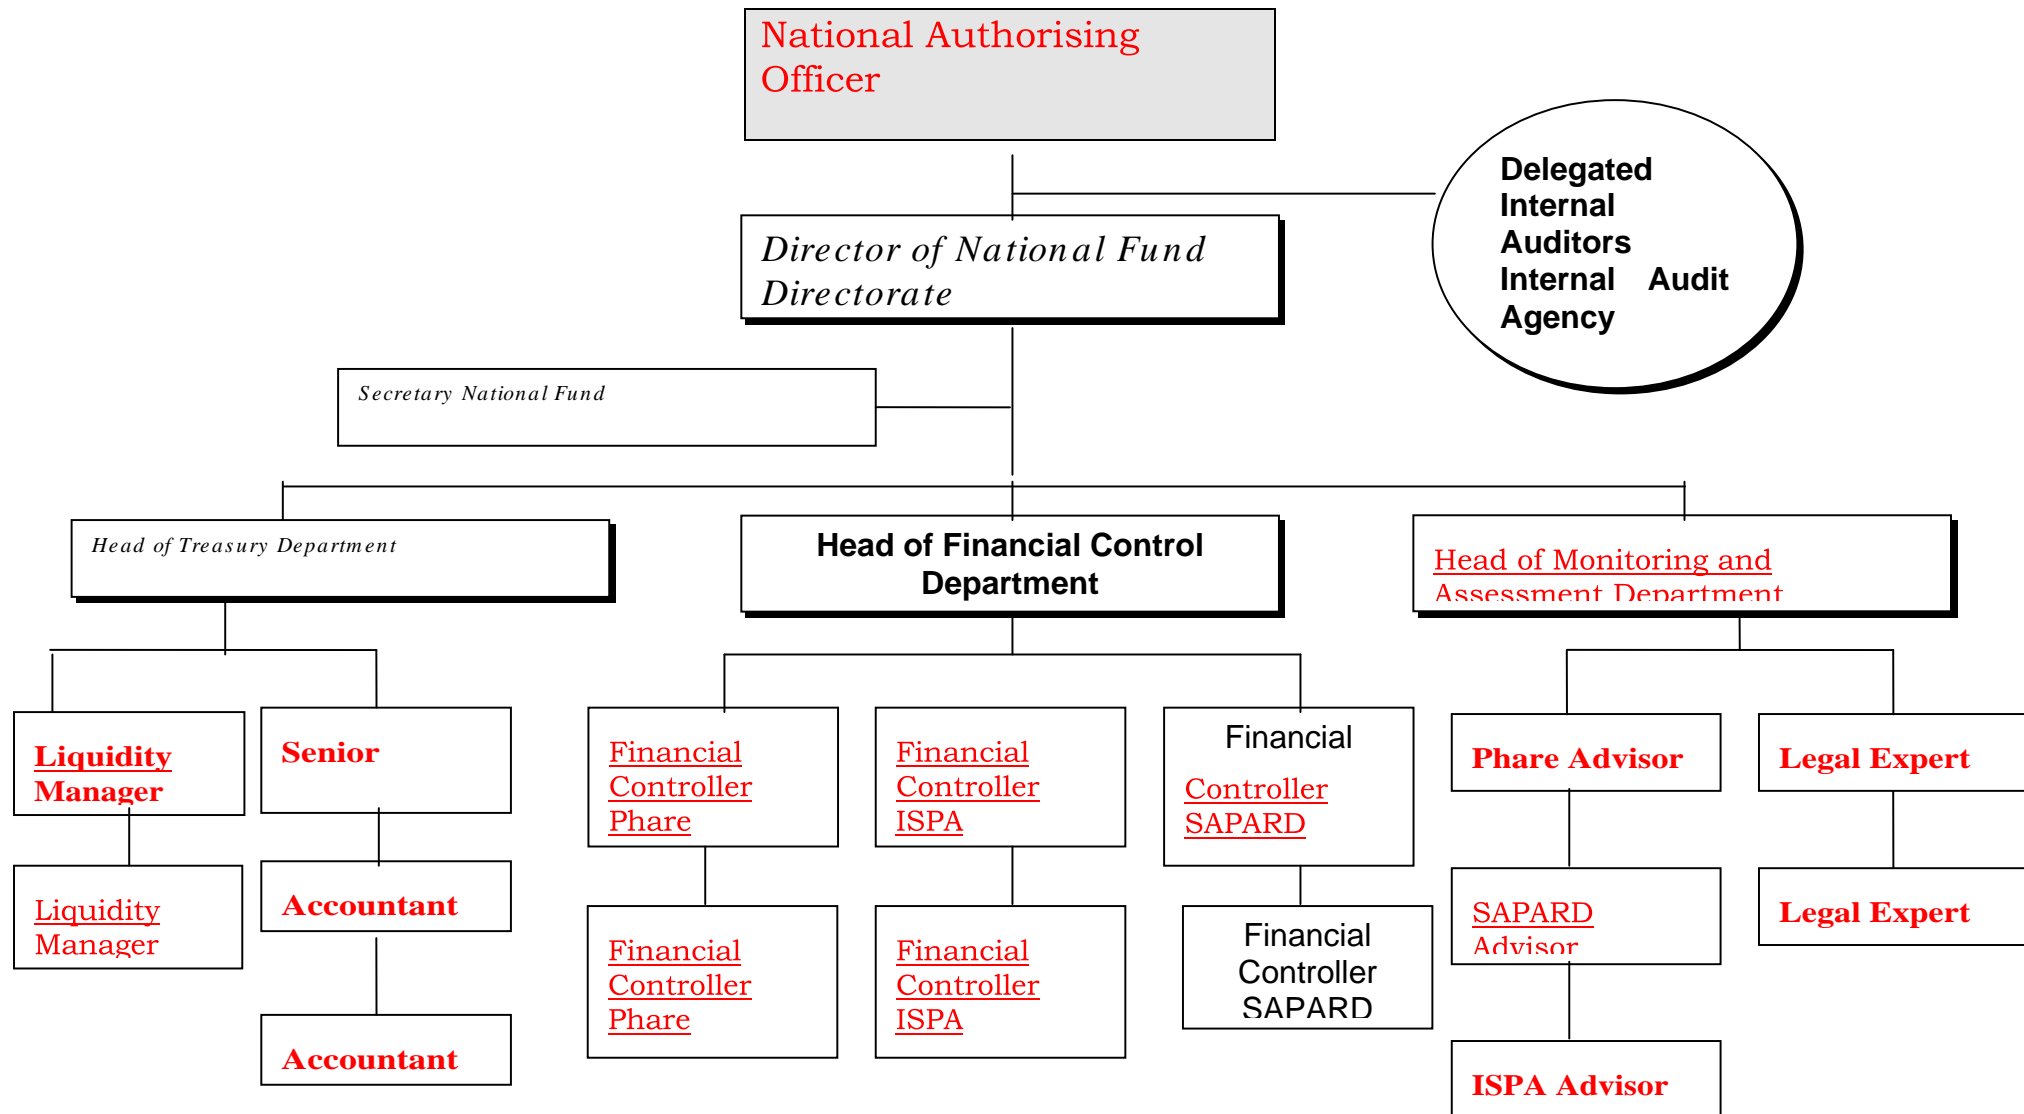 National Authorising
Officer
Delegated
Internal
Auditors
Internal Audit
Agency
Director of National Fund
Directorate
Secretary National Fund
Head of Treasury Department
Head of Financial Control
Department
Head of Monitoring and
Assessment Department
Liquidity
Manager
Senior
Financial
Controller
Phare
Financial
Controller
ISPA
Financial
Controller
SAPARD
Phare Advisor
Legal Expert
Liquidity
Manager
Accountant
Financial
Controller
Phare
Financial
Controller
ISPA
Financial
Controller
SAPARD
SAPARD
Advisor
Legal Expert
Accountant
ISPA Advisor